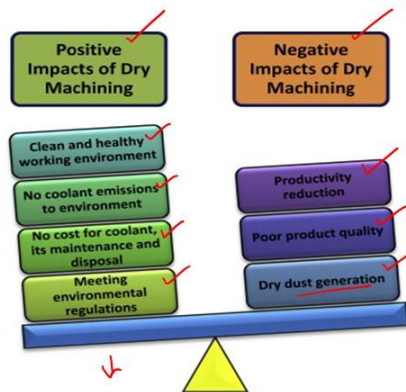 Positive
Impacts of Dry
Machining
Negative
Impacts of Dry
Machining
Clean and healthy
working environment
No coolant emissions
to environment
No cost for coolant,
its maintenance and
disposal
Meeting
environmental
regulations
Productivity
reduction
Poor product quality
Dry dust generation